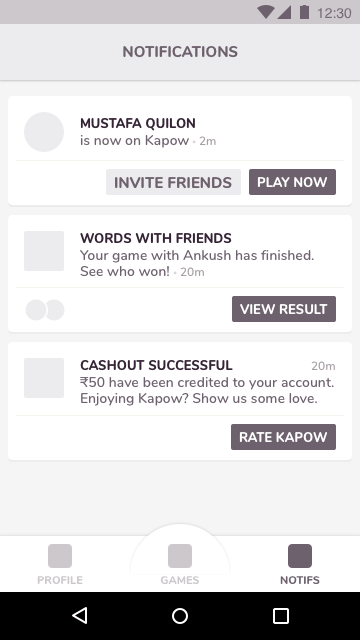 12:30
NOTIFICATIONS
MUSTAFA QUILON
is now on Kapow · 2m
INVITE FRIENDS PLAY NOW
WORDS WITH FRIENDS
Your game with Ankush has finished.
See who won! · 20m
VIEW RESULT
CASHOUT SUCCESSFUL 20m
₹50 have been credited to your account.
Enjoying Kapow? Show us some love.
RATE KAPOW
PROFILE GAMES NOTIFS